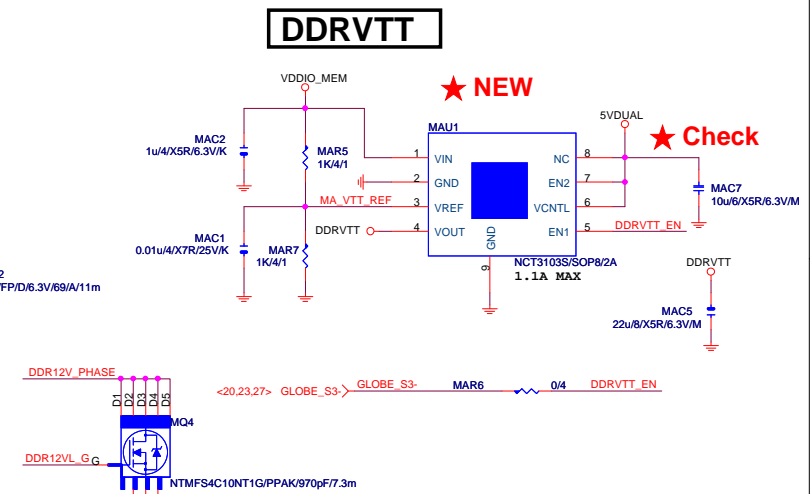 DDRVTT
VDDIO_MEM
★ NEW
5VDUAL
★ Check
MAU1
MAC2
1u/4/X5R/6.3V/K
MAR5
1K/4/1
1 VIN
NC 8
2 GND
EN2 7
MAC7
10u/6/X5R/6.3V/M
MA_VTT_REF
3 VREF
VCNTL 6
DDRVTT
4 VOUT
EN1 5
DDRVTT_EN
GND
9
MAC1
0.01u/4/X7R/25V/K
MAR7
1K/4/1
NCT3103S/SOP8/2A
1.1A MAX
DDRVTT
2
/FP/D/6.3V/69/A/11m
MAC5
22u/8/X5R/6.3V/M
DDR12V_PHASE
<20,23,27> GLOBE_S3-
GLOBE_S3-
MAR6
0/4
DDRVTT_EN
D1
D2
D3
D4
D5
MQ4
DDR12VL_G
G
NTMFS4C10NT1G/PPAK/970pF/7.3m